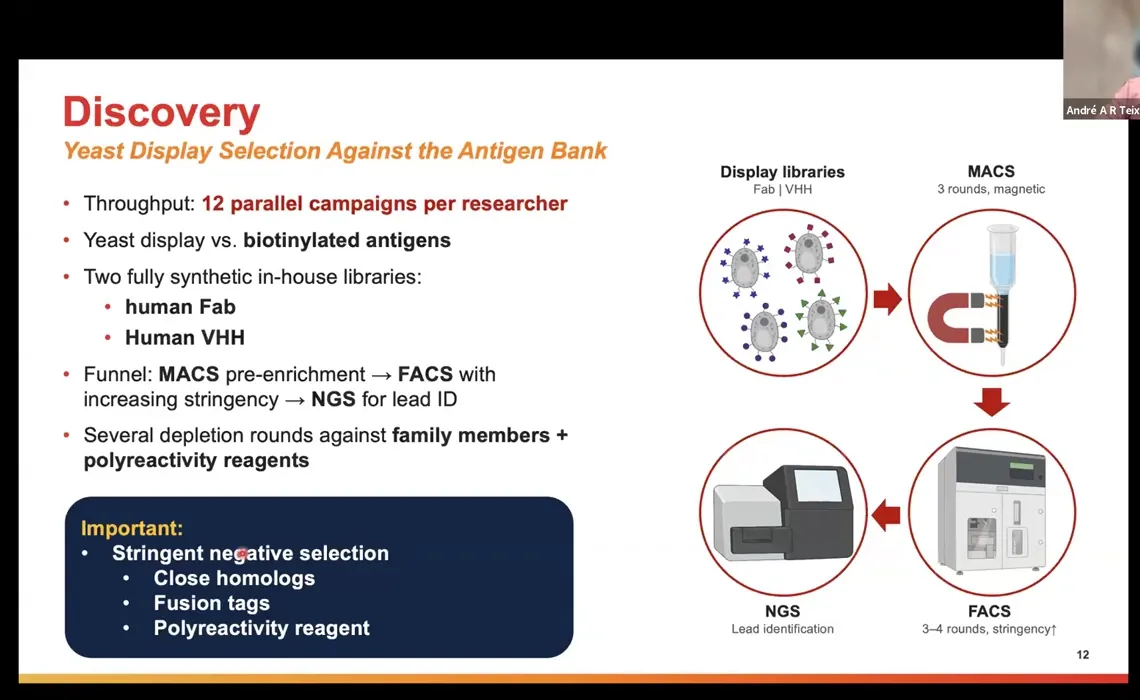 André A R Teix
Discovery
Yeast Display Selection Against the Antigen Bank
• Throughput: 12 parallel campaigns per researcher
• Yeast display vs. biotinylated antigens
• Two fully synthetic in-house libraries:
• human Fab
• Human VHH
• Funnel: MACS pre-enrichment → FACS with
increasing stringency → NGS for lead ID
• Several depletion rounds against family members +
polyreactivity reagents
Important:
• Stringent negative selection
• Close homologs
• Fusion tags
• Polyreactivity reagent
Display libraries
Fab | VHH
MACS
3 rounds, magnetic
NGS
Lead identification
FACS
3–4 rounds, stringency↑
12